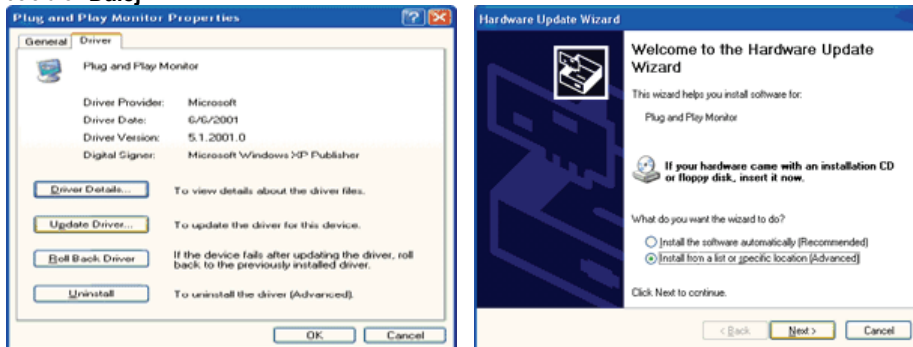 Plug and Play Monitor Properties
General
Driver
Plug and Play Monitor
Driver Provider: Microsoft
Driver Date: 6/6/2001
Driver Version: 5.1.2001.0
Digital Signer: Microsoft Windows XP Publisher
Driver Details... To view details about the driver files.
Update Driver... To update the driver for this device.
Roll Back Driver If the device fails after updating the driver, roll
back to the previously installed driver.
Uninstall To uninstall the driver (Advanced).
OK Cancel
Hardware Update Wizard
Welcome to the Hardware Update
Wizard
This wizard helps you install software for:
Plug and Play Monitor
If your hardware came with an installation CD
or floppy disk, insert it now.
What do you want the wizard to do?
Install the software automatically (Recommended)
Install from a list or specific location (Advanced)
Click Next to continue.
< Back Next > Cancel